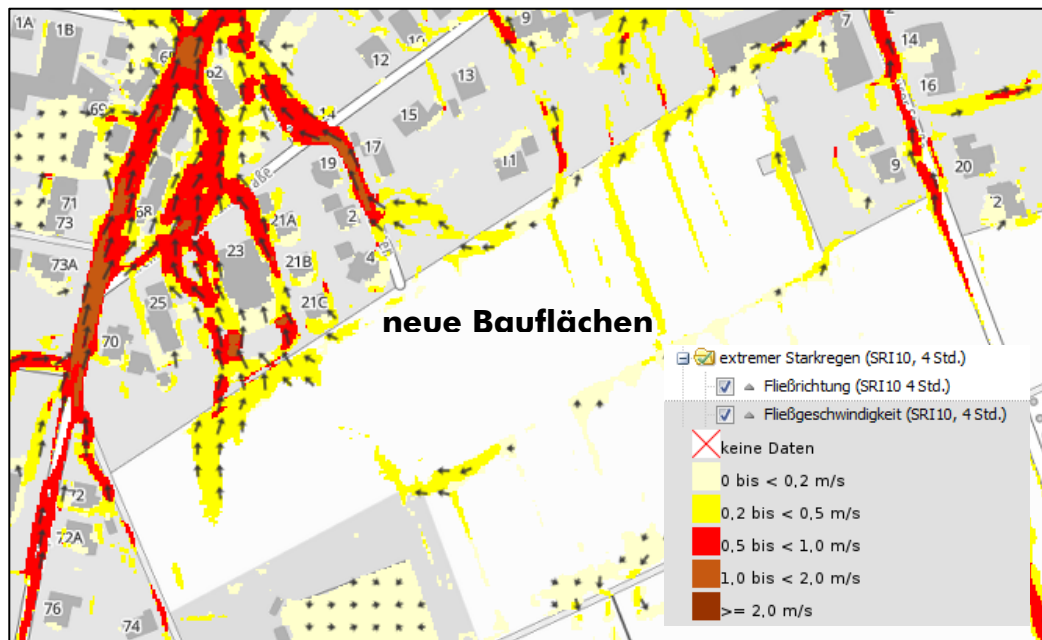 1A
1B
12
9
7
14
16
13
15
62
69
14
17
19
11
9
20
71
73
68
21A
2
23
4
21B
73A
25
21C
70
neue Bauflächen
extremer Starkregen (SRI10, 4 Std.)
Fließrichtung (SRI10 4 Std.)
Fließgeschwindigkeit (SRI10, 4 Std.)
keine Daten
0 bis < 0,2 m/s
0,2 bis < 0,5 m/s
0,5 bis < 1,0 m/s
1,0 bis < 2,0 m/s
>= 2,0 m/s
72A
76
74